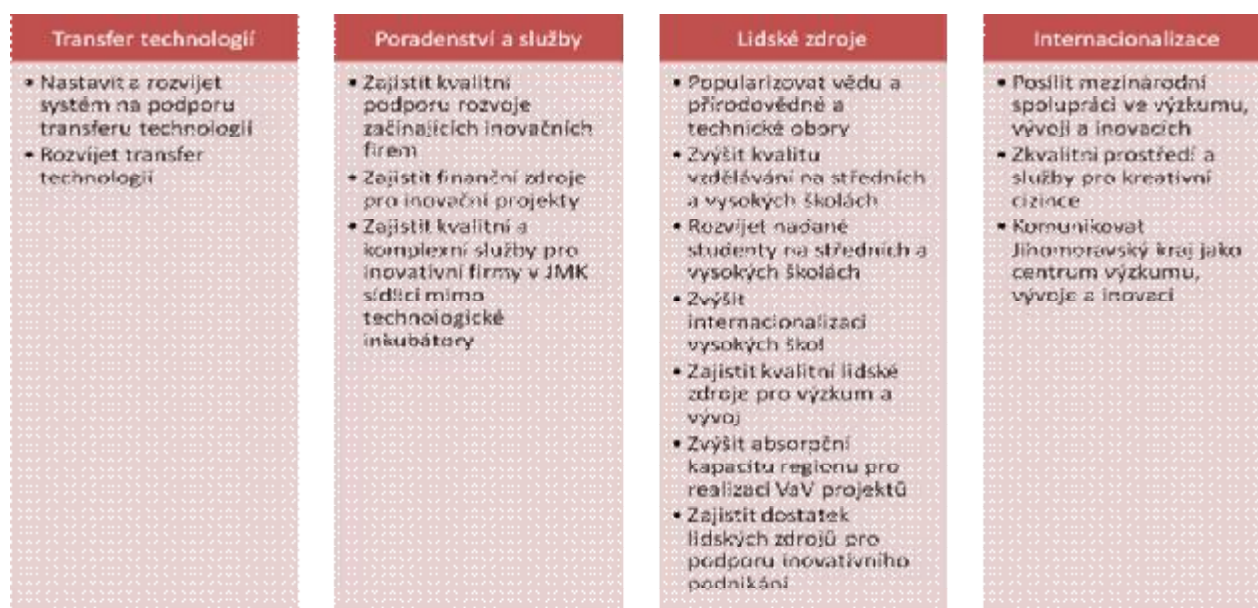 Transfer technologií
• Nastavit a rozvíjet
systém na podporu
transferu technologií
• Rozvíjet transfer
technologií
Poradenství a služby
• Zajistit kvalitní
podporu rozvoje
začínajících inovačních
firem
• Zajistit finanční zdroje
pro inovační projekty
• Zajistit kvalitní a
komplexní služby pro
inovativní firmy v JMK
sídlící mimo
technologické
inkubátory
Lidské zdroje
• Popularizovat vědu a
přírodovědné a
technické obory
• Zvýšit kvalitu
vzdělávání na středních
a vysokých školách
• Rozvíjet nadané
studenty na středních a
vysokých školách
• Zvýšit
internacionalizaci
vysokých škol
• Zajistit kvalitní lidské
zdroje pro výzkum a
vývoj
• Zvýšit absorpční
kapacitu regionu pro
realizaci VaV projektů
• Zajistit dostatek
lidských zdrojů pro
podporu inovativního
podnikání
Internacionalizace
• Posílit mezinárodní
spolupráci ve výzkumu,
vývoji a inovacích
• Zkvalitni prostředí a
služby pro kreativní
cizince
• Komunikovat
Jihomoravský kraj jako
centrum výzkumu,
vývoje a inovací